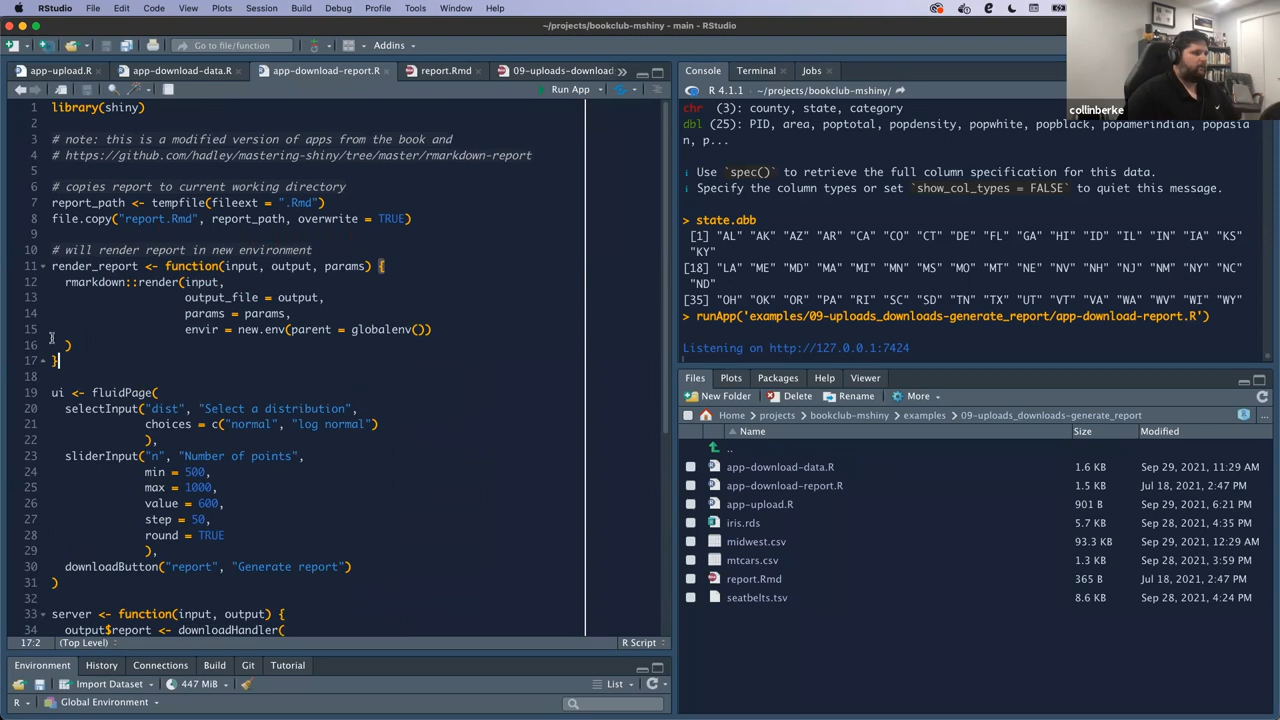 RStudio File Edit Code View Plots Session Build Debug Profile Tools Window Help
~/projects/bookclub-mshiny - main - RStudio
Go to file/function Addins
app-upload.R app-download-data.R app-download-report.R report.Rmd 09-uploads-download
Run App
1 library(shiny)
2
3 # note: this is a modified version of apps from the book and
4 # https://github.com/hadley/mastering-shiny/tree/master/rmarkdown-report
5
6 # copies report to current working directory
7 report_path <- tempfile(fileext = ".Rmd")
8 file.copy("report.Rmd", report_path, overwrite = TRUE)
9
10 # will render report in new environment
11 render_report <- function(input, output, params) {
12 rmarkdown::render(input,
13 output_file = output,
14 params = params,
15 envir = new.env(parent = globalenv())
16 )
17 }
18
19 ui <- fluidPage(
20 selectInput("dist", "Select a distribution",
21 choices = c("normal", "log normal")
22 ),
23 sliderInput("n", "Number of points",
24 min = 500,
25 max = 1000,
26 value = 600,
27 step = 50,
28 round = TRUE
29 ),
30 downloadButton("report", "Generate report")
31 )
32
33 server <- function(input, output) {
34 output$report <- downloadHandler(
17:2 (Top Level) R Script
Environment History Connections Build Git Tutorial
Import Dataset 447 MiB List
R Global Environment
Console Terminal Jobs
R 4.1.1 · ~/projects/bookclub-mshiny/
chr (3): county, state, category
dbl (25): PID, area, poptotal, popdensity, popwhite, popblack, popamerindian, popasia
n, p...
i Use `spec()` to retrieve the full column specification for this data.
i Specify the column types or set `show_col_types = FALSE` to quiet this message.
> state.abb
[1] "AL" "AK" "AZ" "AR" "CA" "CO" "CT" "DE" "FL" "GA" "HI" "ID" "IL" "IN" "IA" "KS"
"KY"
[18] "LA" "ME" "MD" "MA" "MI" "MN" "MS" "MO" "MT" "NE" "NV" "NH" "NJ" "NM" "NY" "NC"
"ND"
[35] "OH" "OK" "OR" "PA" "RI" "SC" "SD" "TN" "TX" "UT" "VT" "VA" "WA" "WV" "WI" "WY"
> runApp('examples/09-uploads_downloads-generate_report/app-download-report.R')
Listening on http://127.0.0.1:7424
Files Plots Packages Help Viewer
New Folder Delete Rename More
Home projects bookclub-mshiny examples 09-uploads_downloads-generate_report
Name Size Modified
..
app-download-data.R 1.6 KB Sep 29, 2021, 11:29 AM
app-download-report.R 1.5 KB Jul 18, 2021, 2:47 PM
app-upload.R 901 B Sep 29, 2021, 6:21 PM
iris.rds 5.7 KB Sep 28, 2021, 4:35 PM
midwest.csv 93.3 KB Sep 29, 2021, 12:29 AM
mtcars.csv 1.3 KB Sep 28, 2021, 4:35 PM
report.Rmd 365 B Jul 18, 2021, 2:47 PM
seatbelts.tsv 8.6 KB Sep 28, 2021, 4:24 PM
collinberke